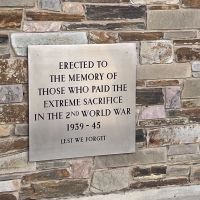 ERECTED TO
THE MEMORY OF
THOSE WHO PAID THE
EXTREME SACRIFICE
IN THE 2ND WORLD WAR
1939 - 45
LEST WE FORGET